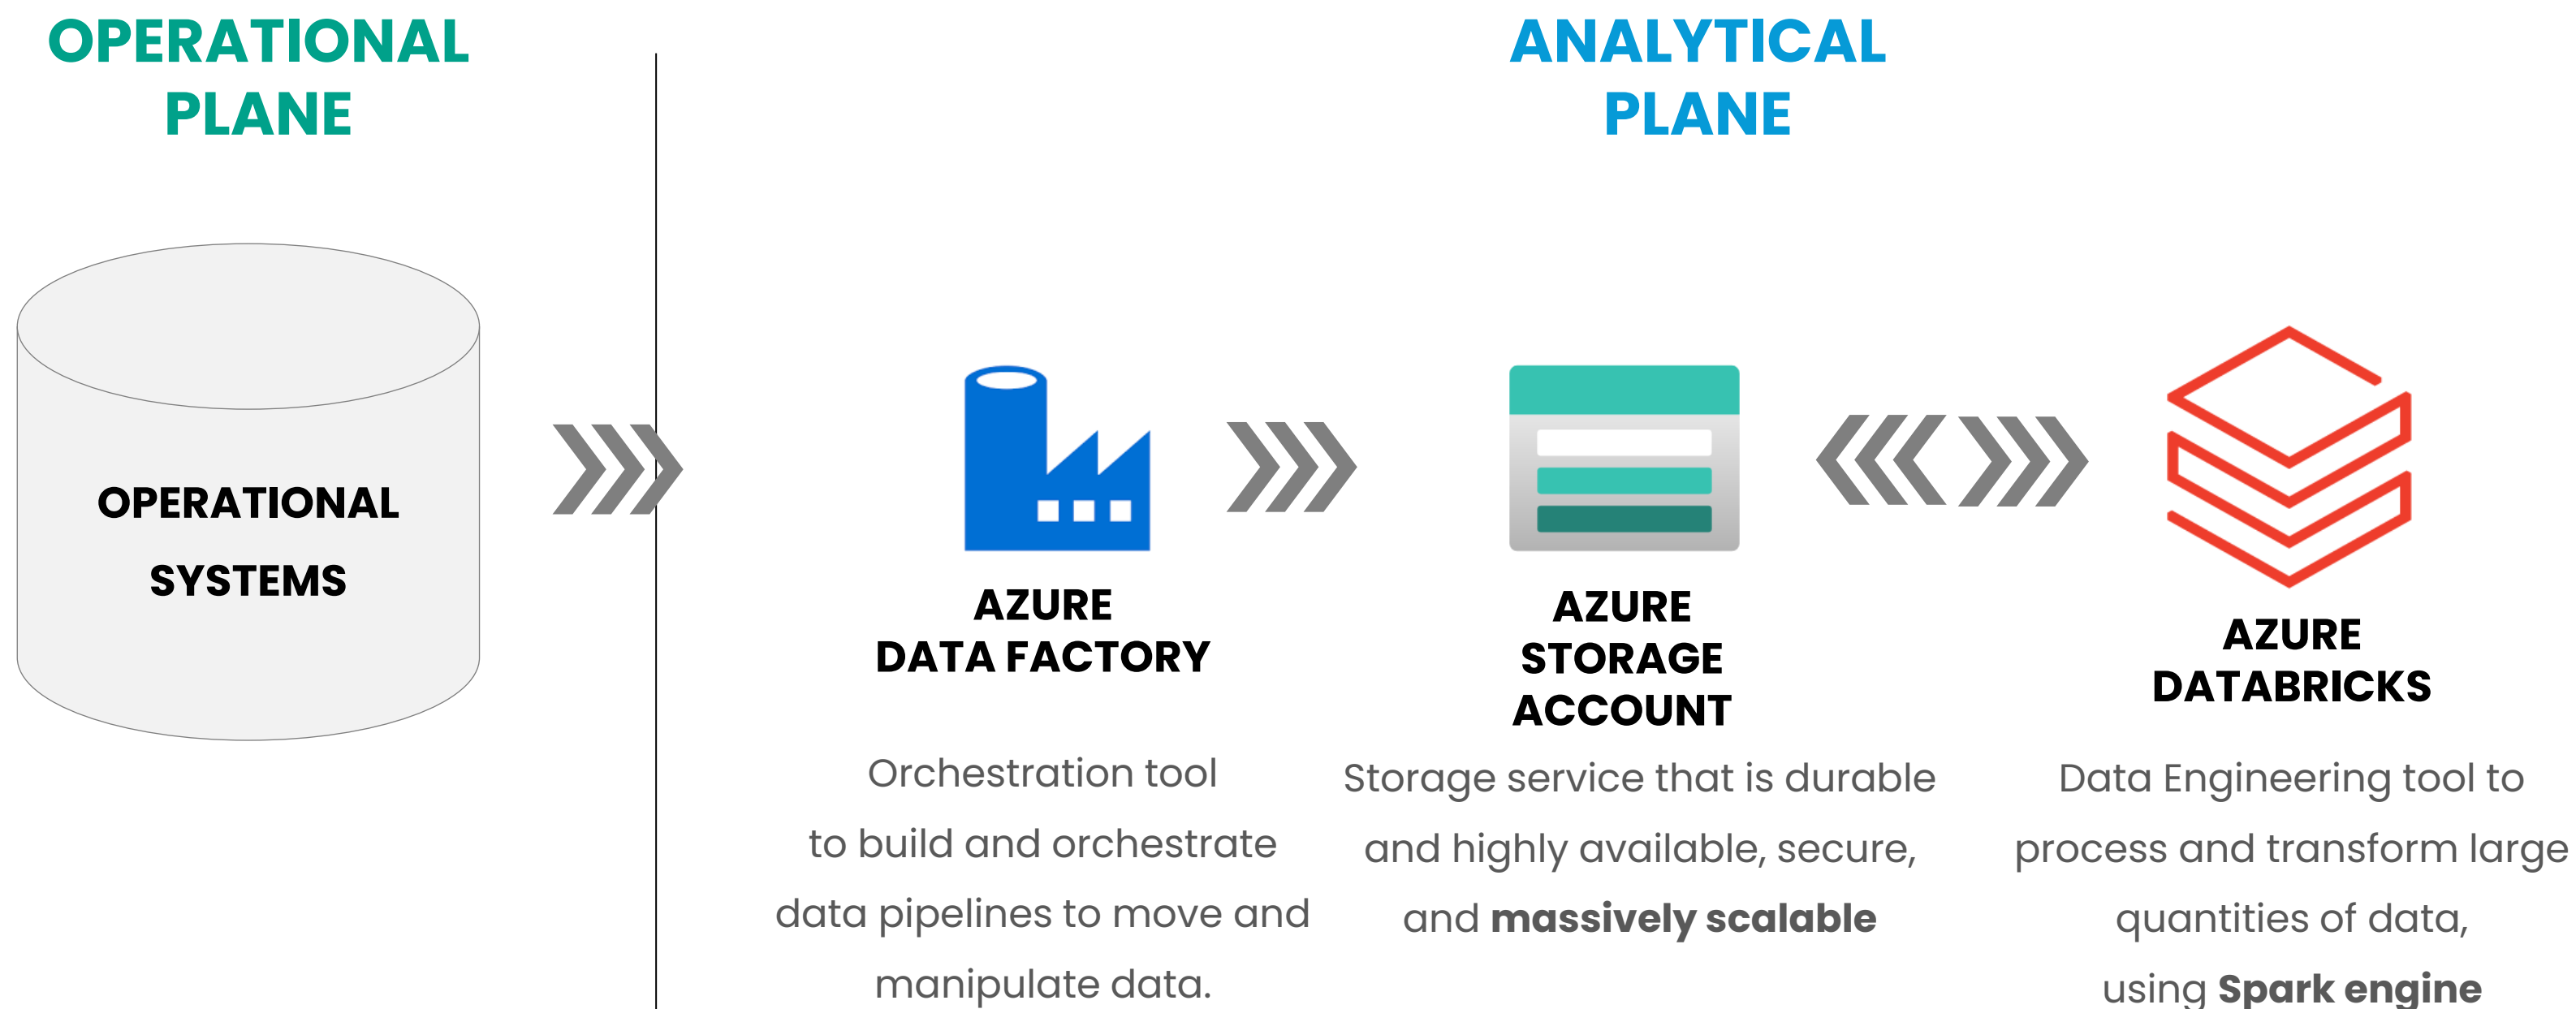 OPERATIONAL
PLANE
ANALYTICAL
PLANE
OPERATIONAL
SYSTEMS
AZURE
DATA FACTORY
Orchestration tool
to build and orchestrate
data pipelines to move and
manipulate data.
AZURE
STORAGE
ACCOUNT
Storage service that is durable
and highly available, secure,
and massively scalable
AZURE
DATABRICKS
Data Engineering tool to
process and transform large
quantities of data,
using Spark engine